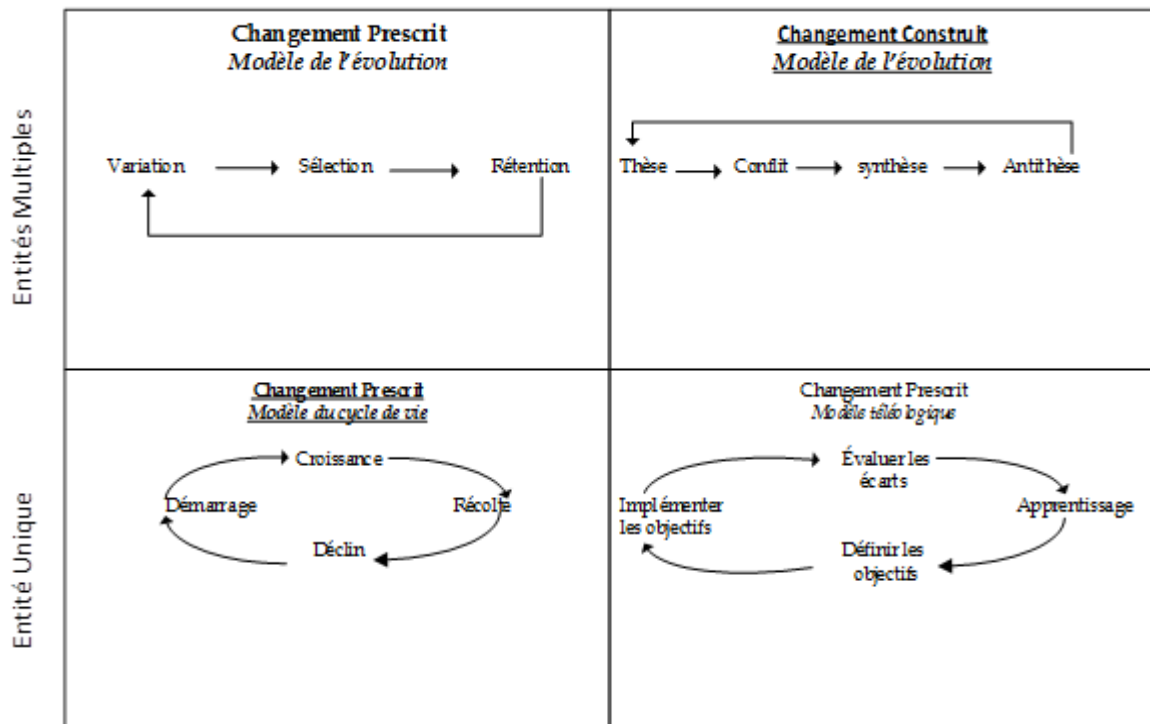 Entités Multiples
Changement Prescrit
Modèle de l'évolution
Variation
Sélection
Rétention
Changement Construit
Modèle de l'évolution
Thèse
Conflit
synthèse
Antithèse
Entité Unique
Changement Prescrit
Modèle du cycle de vie
Croissance
Démarrage
Récolte
Déclin
Changement Prescrit
Modèle téléologique
Évaluer les
écarts
Implémenter
les objectifs
Apprentissage
Définir les
objectifs